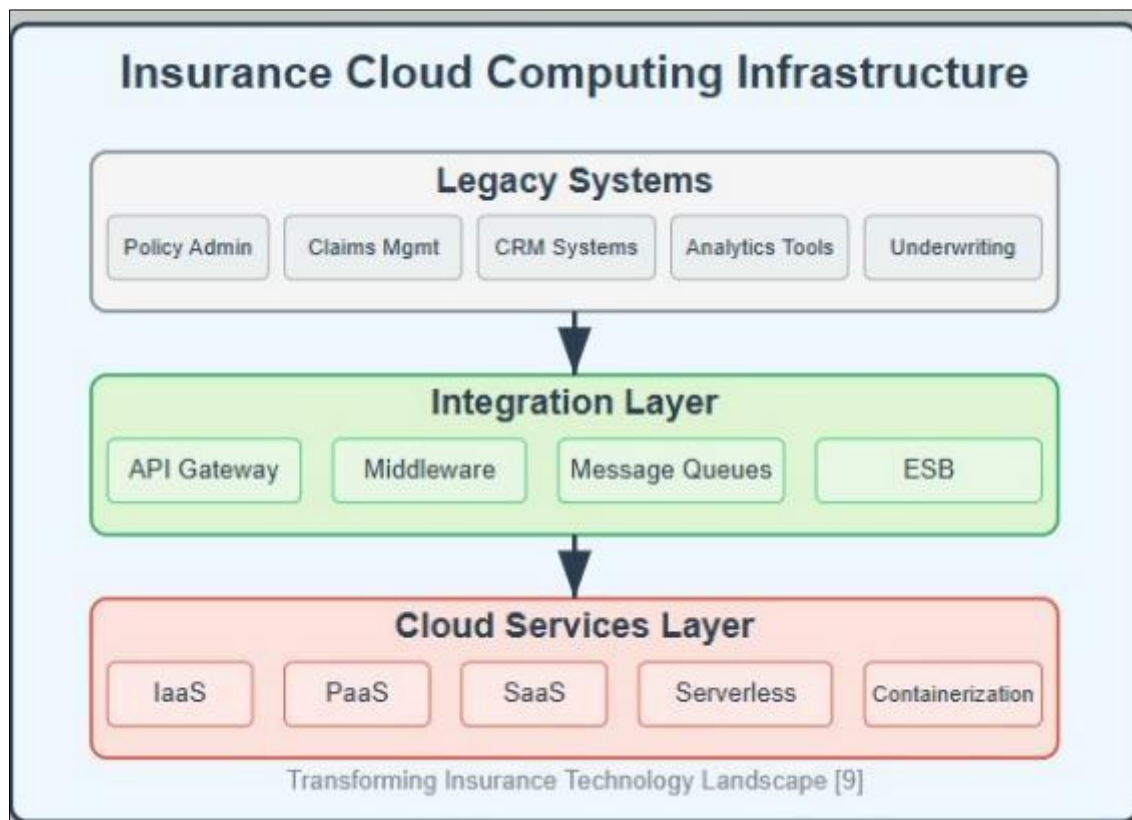 Insurance Cloud Computing Infrastructure
Legacy Systems
Policy Admin
Claims Mgmt
CRM Systems
Analytics Tools
Underwriting
Integration Layer
API Gateway
Middleware
Message Queues
ESB
Cloud Services Layer
IaaS
PaaS
SaaS
Serverless
Containerization
Transforming Insurance Technology Landscape [9]